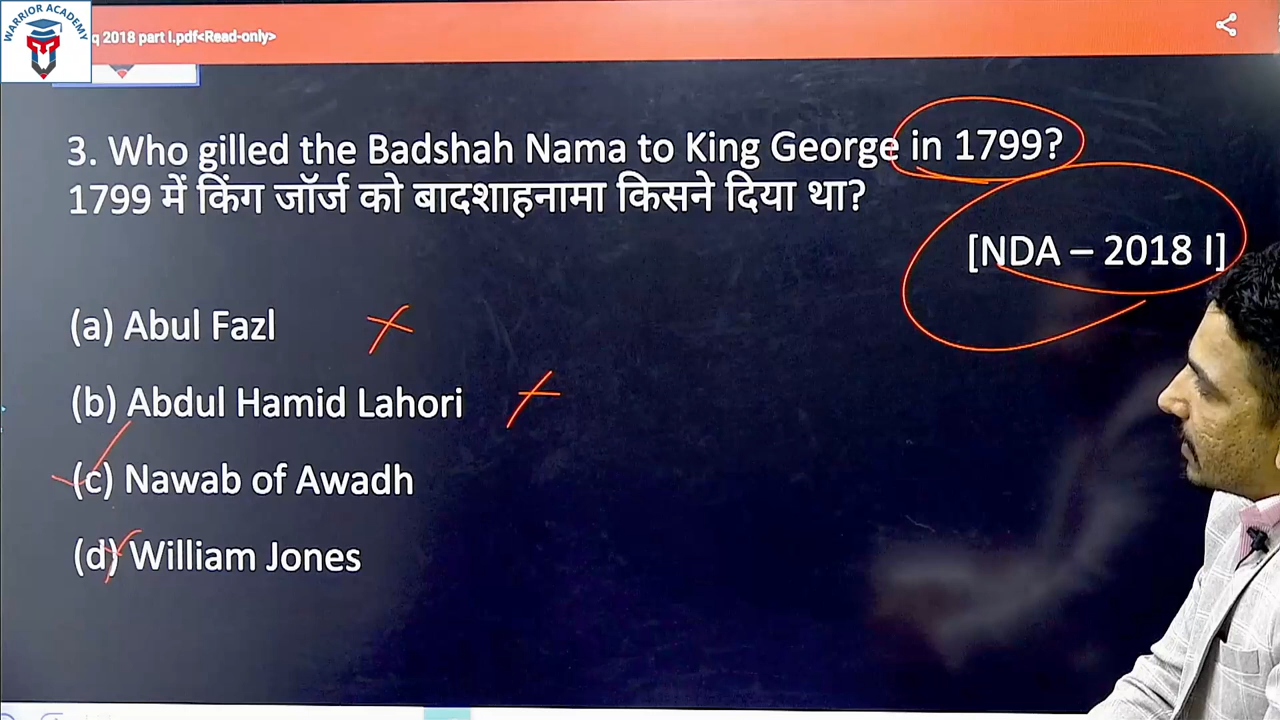 WARRIOR ACADEMY
q 2018 part I.pdf<Read-only>
3. Who gilled the Badshah Nama to King George in 1799?
1799 में किंग जॉर्ज को बादशाहनामा किसने दिया था?
[NDA – 2018 I]
(a) Abul Fazl
(b) Abdul Hamid Lahori
(c) Nawab of Awadh
(d) William Jones